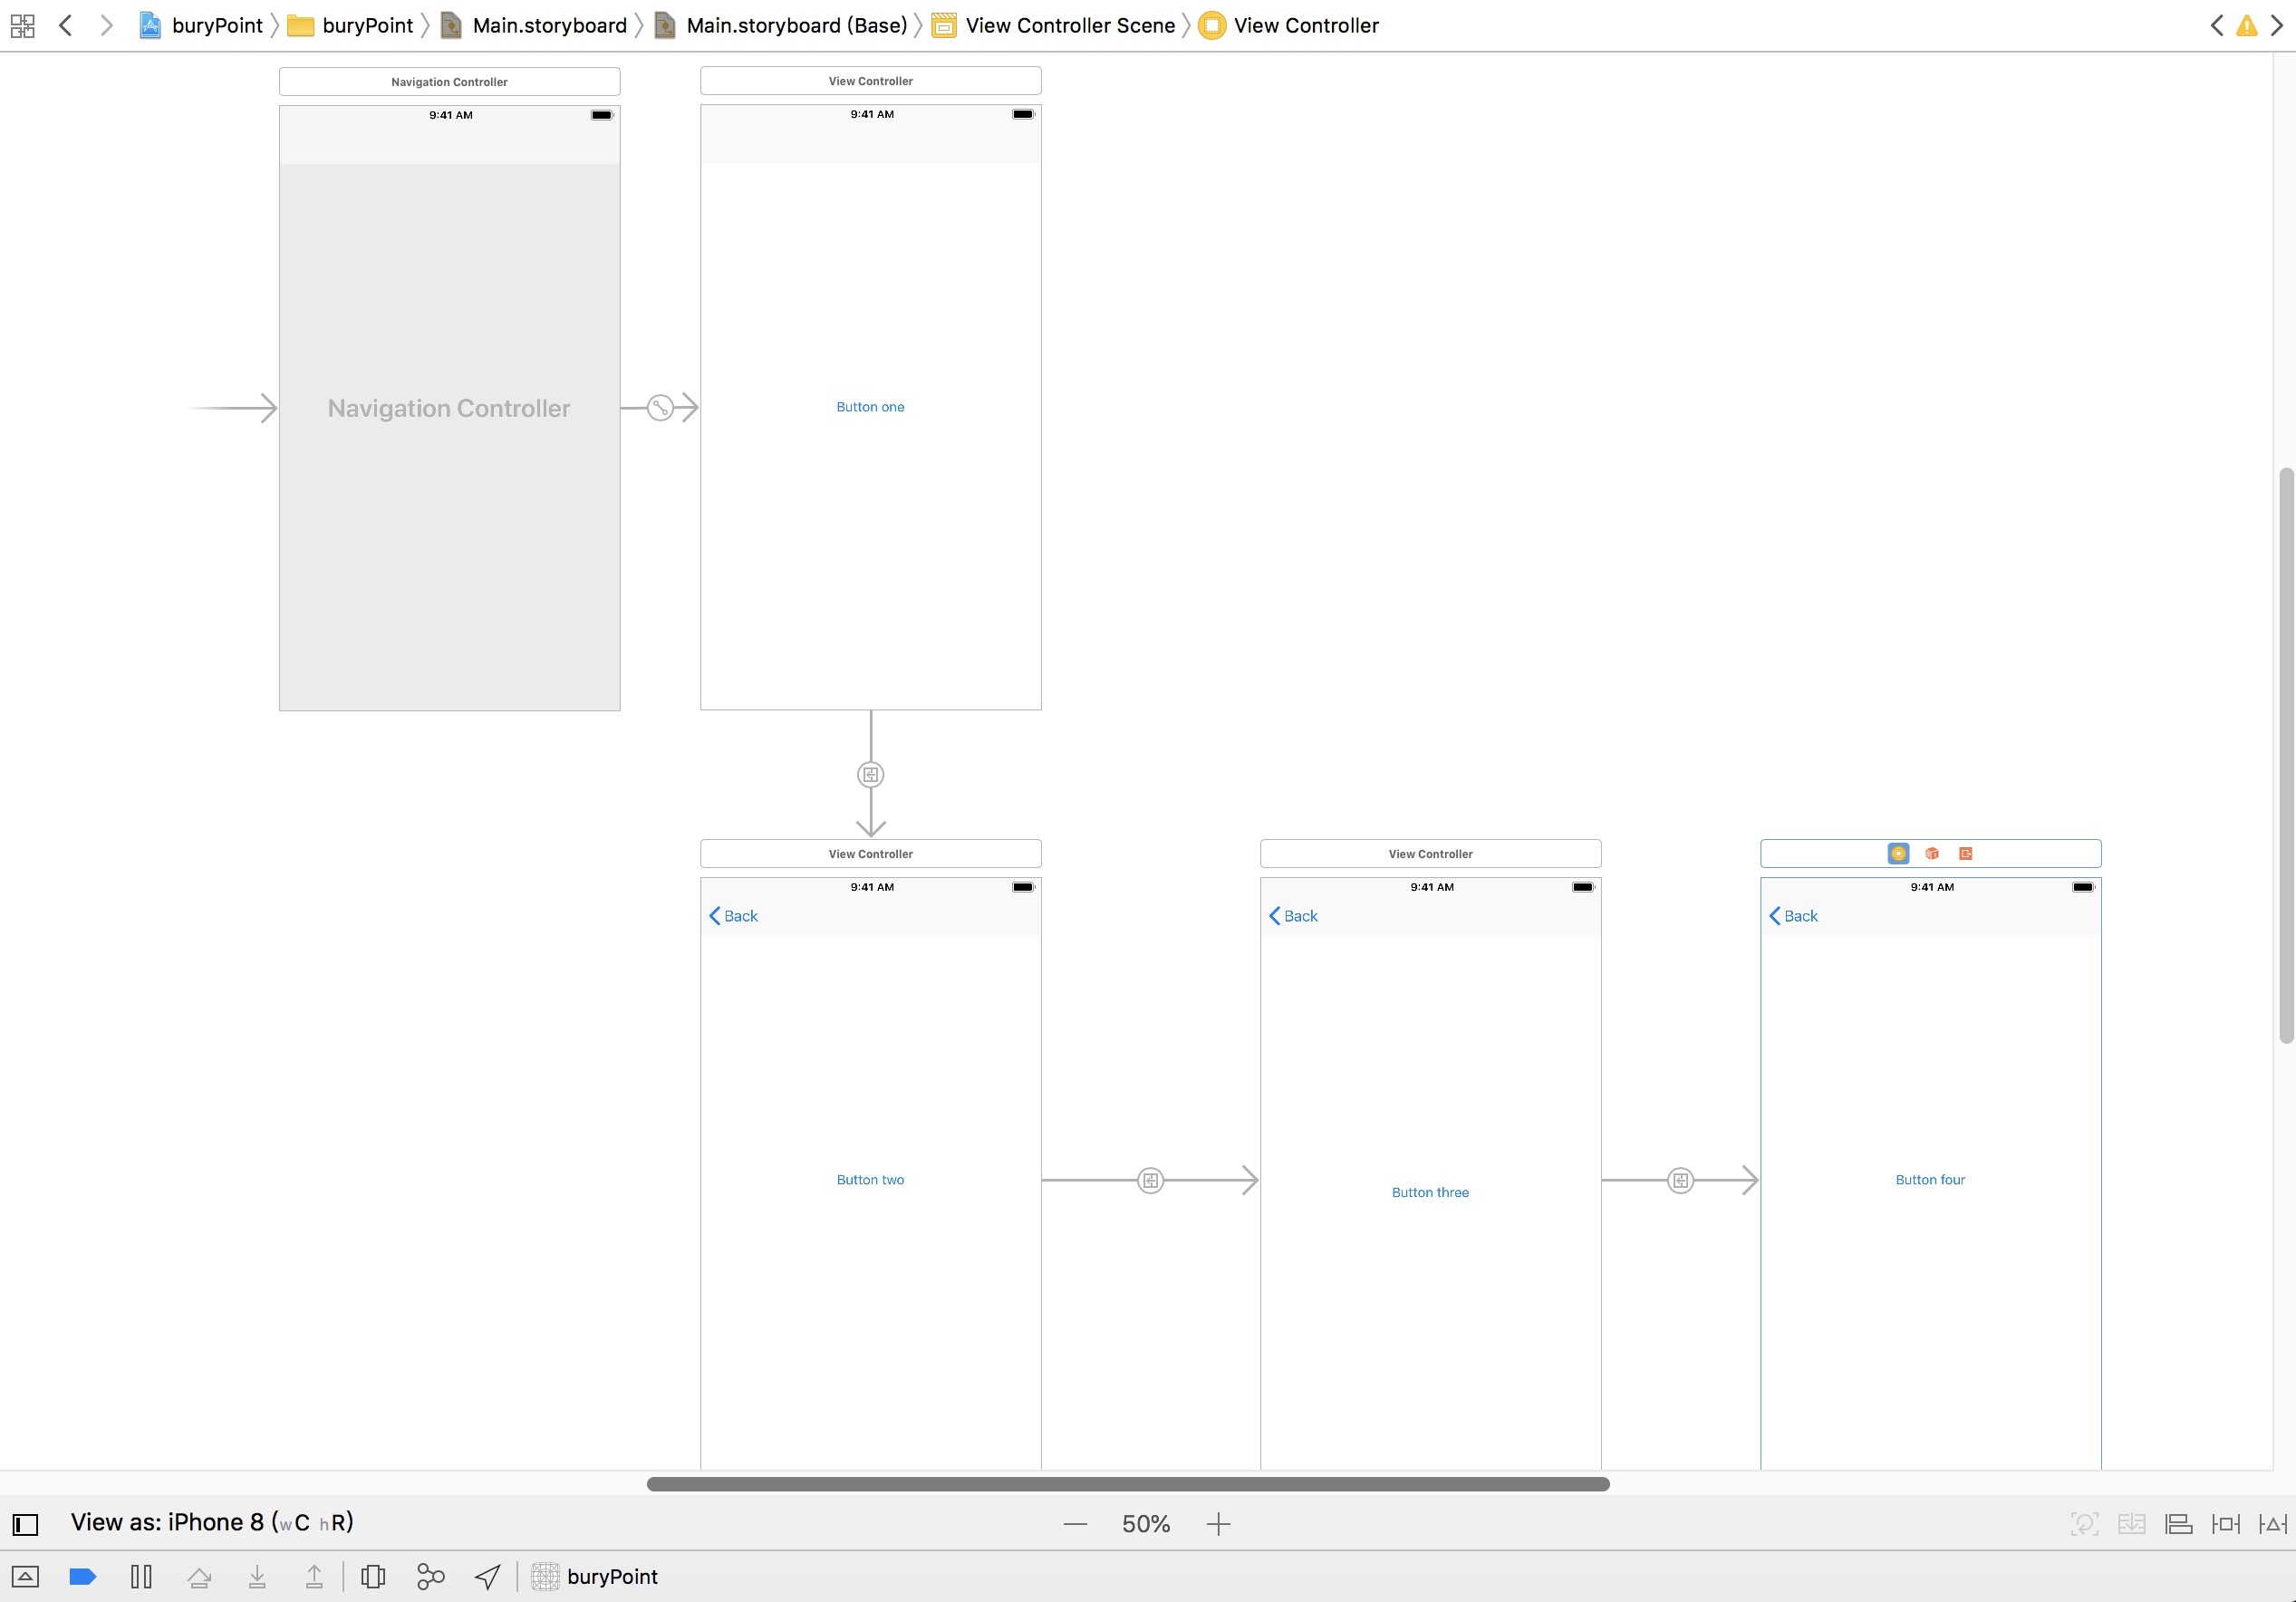 buryPoint buryPoint Main.storyboard Main.storyboard (Base) View Controller Scene View Controller
Navigation Controller
9:41 AM
Navigation Controller
View Controller
9:41 AM
Button one
View Controller
9:41 AM
Back
Button two
View Controller
9:41 AM
Back
Button three
9:41 AM
Back
Button four
View as: iPhone 8 (wC hR)
50%
buryPoint